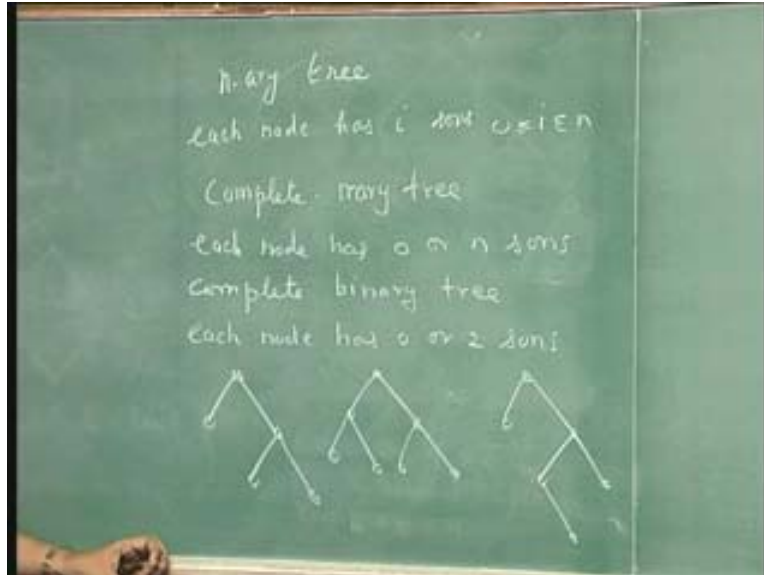 n-ary tree
each node has i sons 0≤i≤n
Complete n-ary tree
each node has 0 or n sons
complete binary tree
each node has 0 or 2 sons